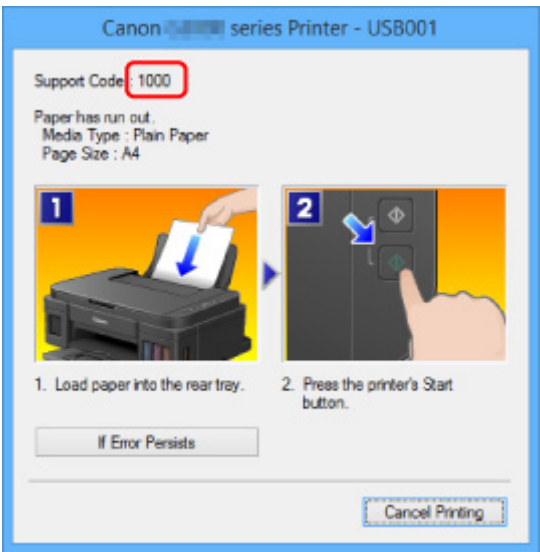 Canon series Printer - USB001
Support Code : 1000
Paper has run out.
Media Type : Plain Paper
Page Size : A4
1
2
1. Load paper into the rear tray.
2. Press the printer's Start
button.
If Error Persists
Cancel Printing